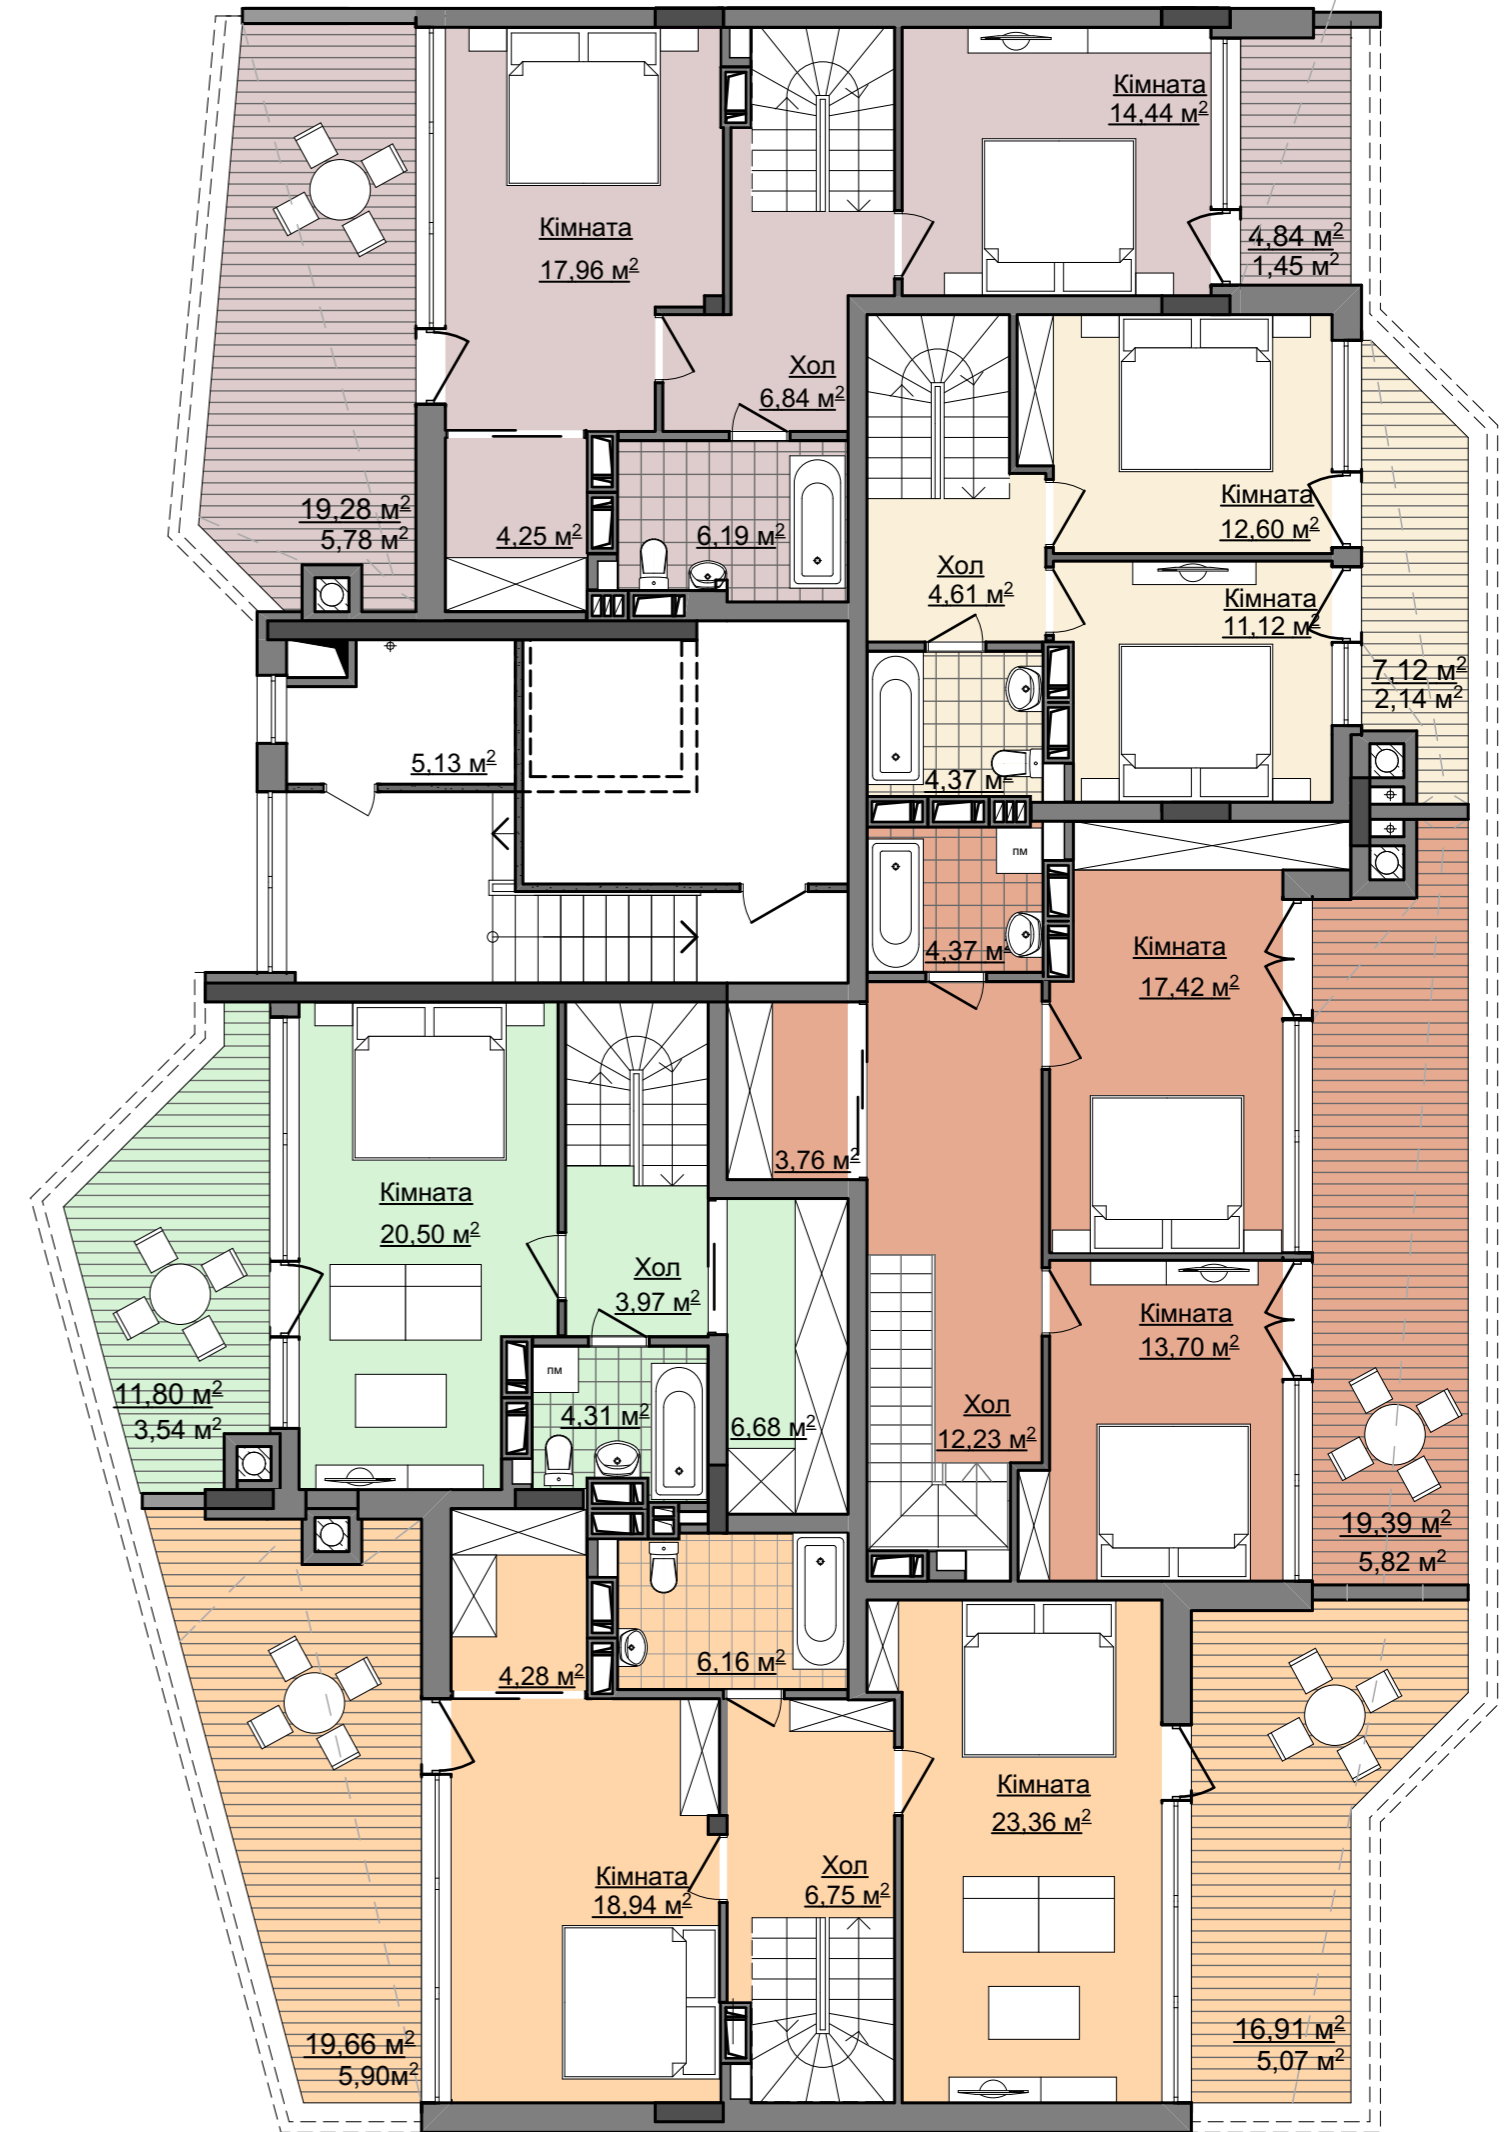 Кімната
14,44 м²
Кімната
17,96 м²
4,84 м²
1,45 м²
Хол
6,84 м²
19,28 м²
5,78 м²
4,25 м²
6,19 м²
Кімната
12,60 м²
Хол
4,61 м²
Кімната
11,12 м²
7,12 м²
2,14 м²
5,13 м²
4,37 м²
пм
4,37 м²
Кімната
17,42 м²
3,76 м²
Кімната
20,50 м²
Хол
3,97 м²
Кімната
13,70 м²
11,80 м²
3,54 м²
пм
4,31 м²
6,68 м²
Хол
12,23 м²
19,39 м²
5,82 м²
4,28 м²
6,16 м²
Кімната
23,36 м²
Кімната
18,94 м²
Хол
6,75 м²
19,66 м²
5,90м²
16,91 м²
5,07 м²